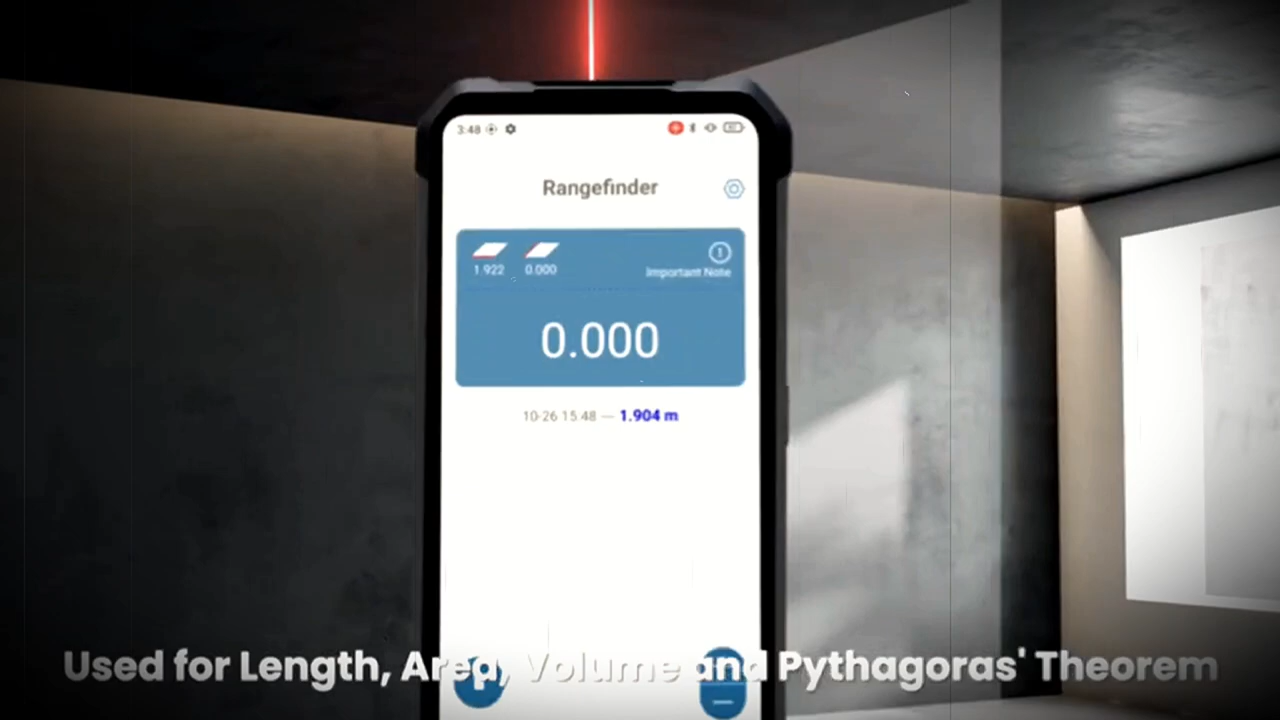 3:48
Rangefinder
1.922 0.000
Important Note
0.000
10-26 15:48 — 1.904 m
Used for Length, Area, Volume and Pythagoras' Theorem